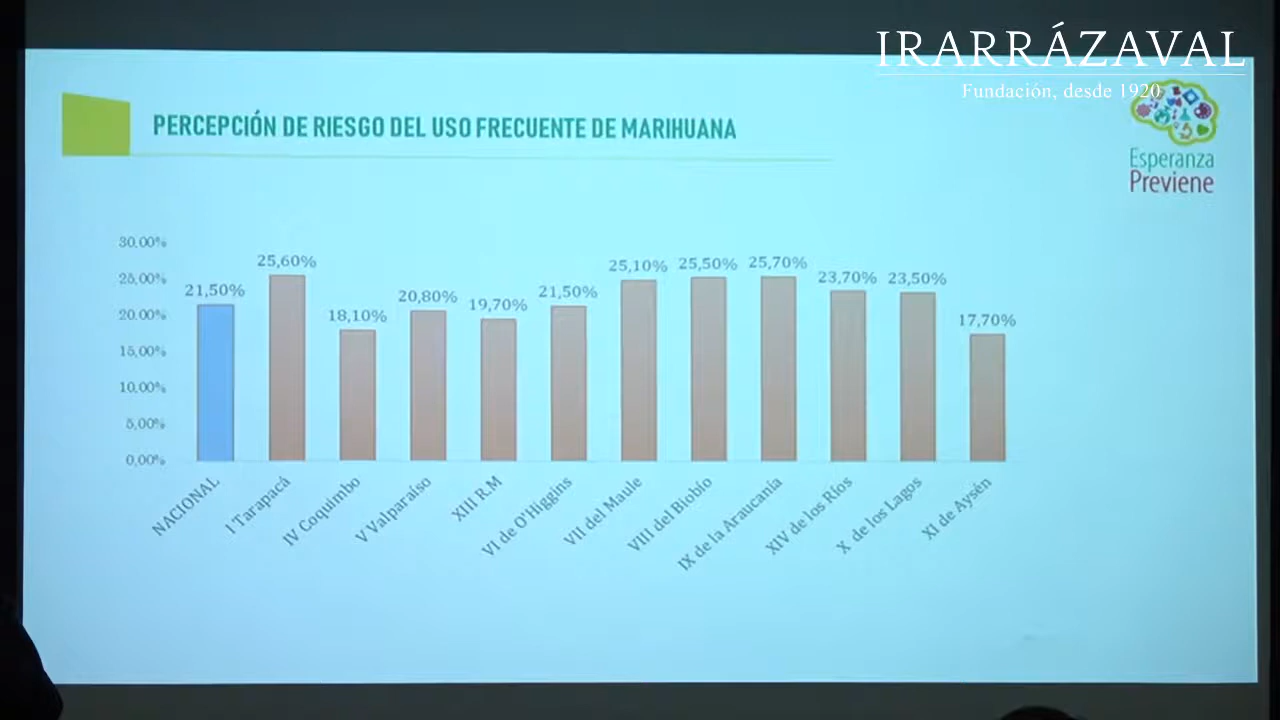 IRARRÁZAVAL
Fundación, desde 1920
PERCEPCIÓN DE RIESGO DEL USO FRECUENTE DE MARIHUANA
Esperanza
Previene
30,00%
25,00%
20,00%
15,00%
10,00%
5,00%
0,00%
21,50%
25,60%
18,10%
20,80%
19,70%
21,50%
25,10%
25,50%
25,70%
23,70%
23,50%
17,70%
NACIONAL
I Tarapacá
IV Coquimbo
V Valparaíso
XIII R.M
VI de O'Higgins
VII del Maule
VIII del Biobío
IX de la Araucanía
XIV de los Ríos
X de los Lagos
XI de Aysén